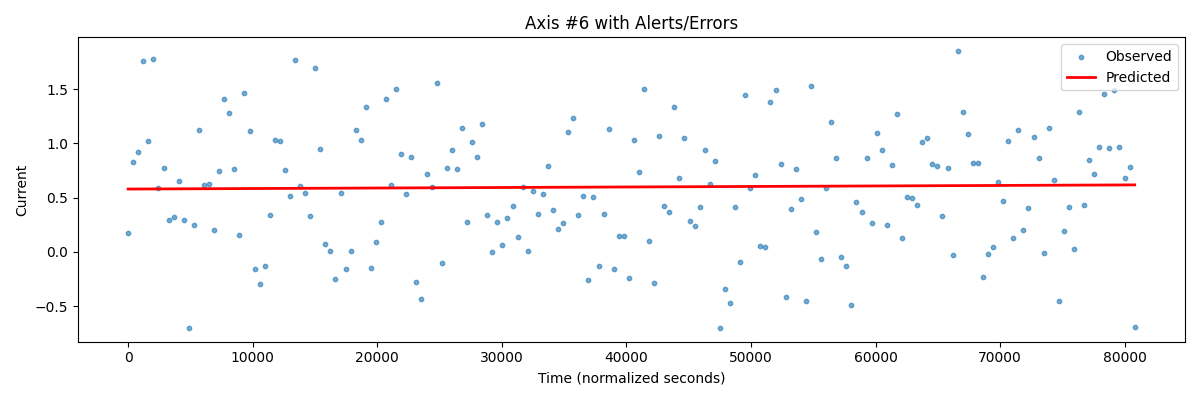 Axis #6 with Alerts/Errors
Observed
Predicted
Current
1.5
1.0
0.5
0.0
−0.5
0 10000 20000 30000 40000 50000 60000 70000 80000
Time (normalized seconds)